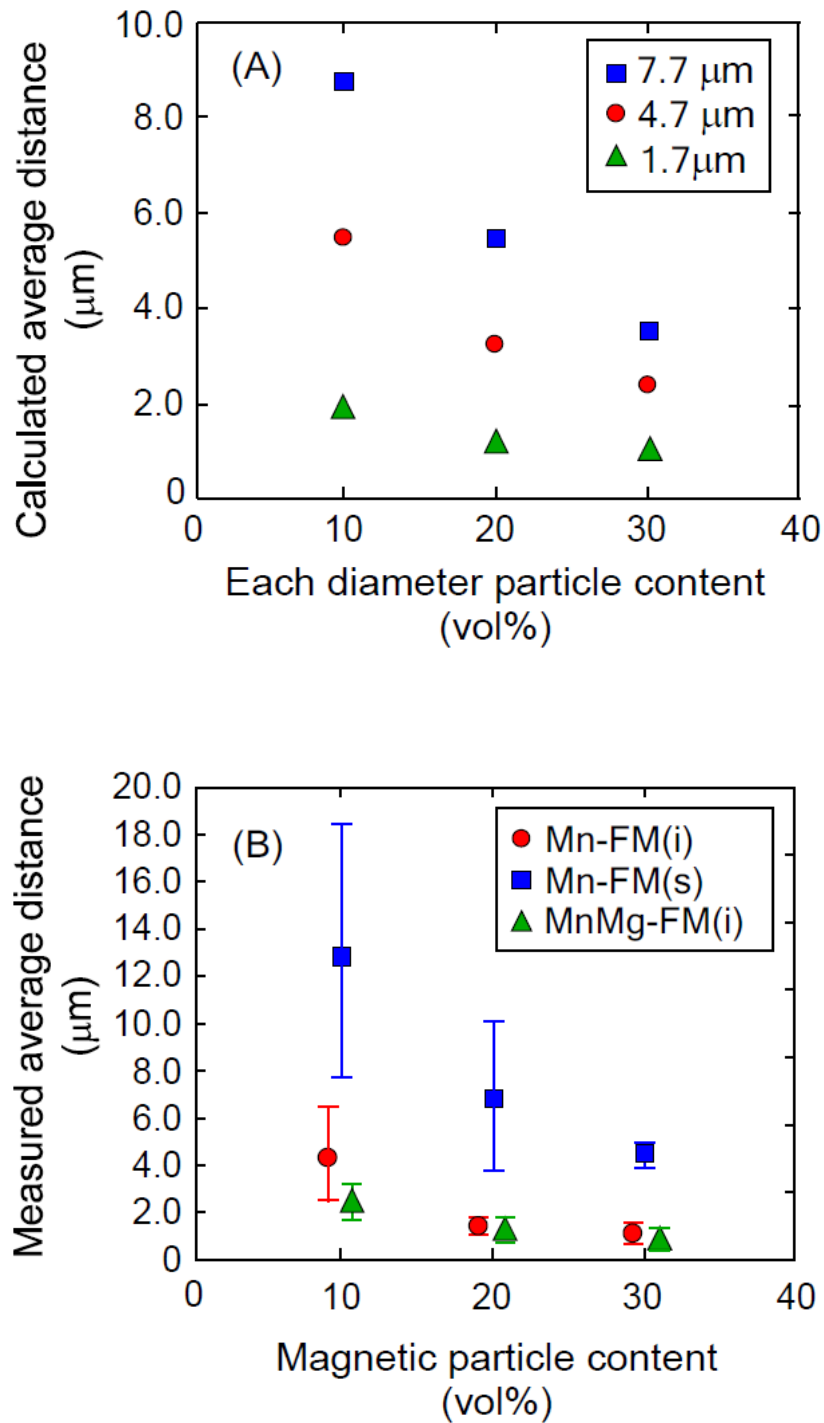 (A)
7.7 μm
4.7 μm
1.7μm
10.0
8.0
6.0
4.0
2.0
0
Calculated average distance
(μm)
0 10 20 30 40
Each diameter particle content
(vol%)
(B)
Mn-FM(i)
Mn-FM(s)
MnMg-FM(i)
20.0
18.0
16.0
14.0
12.0
10.0
8.0
6.0
4.0
2.0
0
Measured average distance
(μm)
0 10 20 30 40
Magnetic particle content
(vol%)